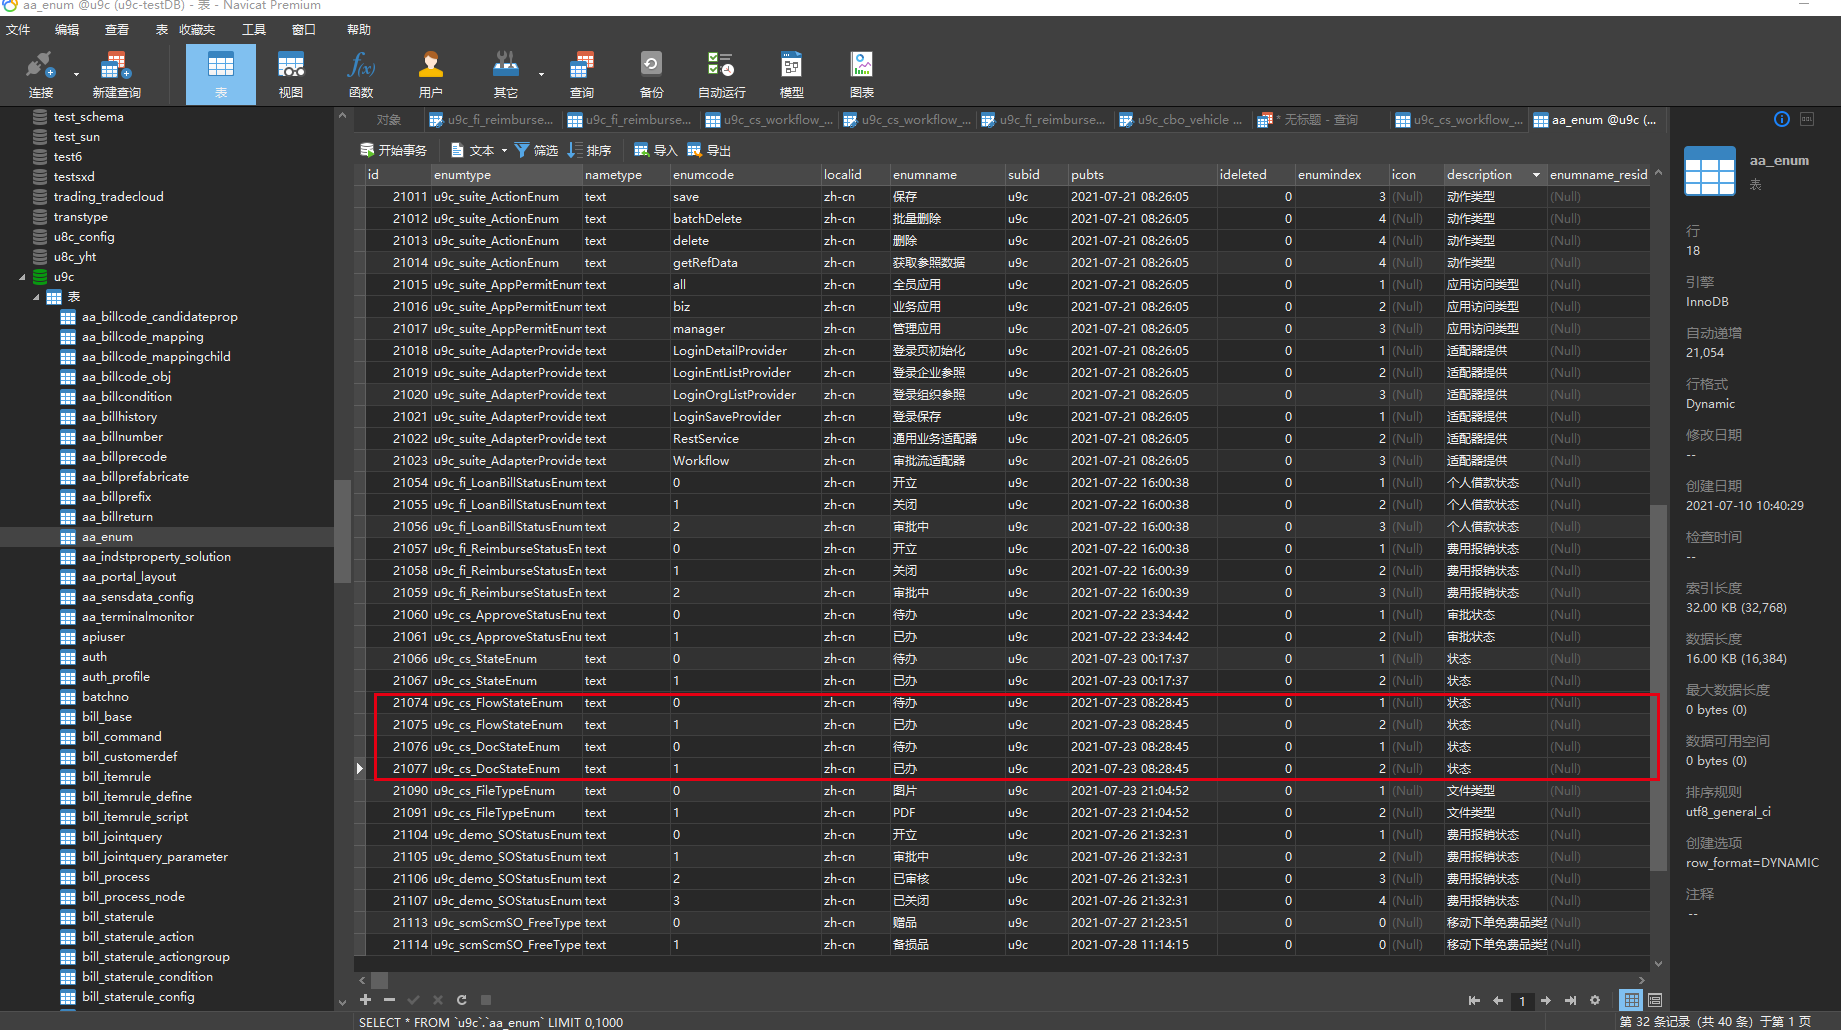 aa_enum @u9c (u9c-testDB) - 表 - Navicat Premium
文件 编辑 查看 表 收藏夹 工具 窗口 帮助
连接 新建查询 表 视图 函数 用户 其它 查询 备份 自动运行 模型 图表
对象 u9c_fi_reimburse... u9c_fi_reimburse... u9c_cs_workflow_... u9c_cs_workflow_... u9c_fi_reimburse... u9c_cbo_vehicle ... * 无标题 - 查询 u9c_cs_workflow_... aa_enum @u9c (...
开始事务 文本 筛选 排序 导入 导出
test_schema
test_sun
test6
testsxd
trading_tradecloud
transtype
u8c_config
u8c_yht
u9c
表
aa_billcode_candidateprop
aa_billcode_mapping
aa_billcode_mappingchild
aa_billcode_obj
aa_billcondition
aa_billhistory
aa_billnumber
aa_billprecode
aa_billprefabricate
aa_billprefix
aa_billreturn
aa_enum
aa_indstproperty_solution
aa_portal_layout
aa_sensdata_config
aa_terminalmonitor
apiuser
auth
auth_profile
batchno
bill_base
bill_command
bill_customerdef
bill_itemrule
bill_itemrule_define
bill_itemrule_script
bill_jointquery
bill_jointquery_parameter
bill_process
bill_process_node
bill_staterule
bill_staterule_action
bill_staterule_actiongroup
bill_staterule_condition
bill_staterule_config
id enumtype nametype enumcode localid enumname subid pubts ideleted enumindex icon description enumname_resid
21011 u9c_suite_ActionEnum text save zh-cn 保存 u9c 2021-07-21 08:26:05 0 3 (Null) 动作类型 (Null)
21012 u9c_suite_ActionEnum text batchDelete zh-cn 批量删除 u9c 2021-07-21 08:26:05 0 4 (Null) 动作类型 (Null)
21013 u9c_suite_ActionEnum text delete zh-cn 删除 u9c 2021-07-21 08:26:05 0 4 (Null) 动作类型 (Null)
21014 u9c_suite_ActionEnum text getRefData zh-cn 获取参照数据 u9c 2021-07-21 08:26:05 0 4 (Null) 动作类型 (Null)
21015 u9c_suite_AppPermitEnum text all zh-cn 全员应用 u9c 2021-07-21 08:26:05 0 1 (Null) 应用访问类型 (Null)
21016 u9c_suite_AppPermitEnum text biz zh-cn 业务应用 u9c 2021-07-21 08:26:05 0 2 (Null) 应用访问类型 (Null)
21017 u9c_suite_AppPermitEnum text manager zh-cn 管理应用 u9c 2021-07-21 08:26:05 0 3 (Null) 应用访问类型 (Null)
21018 u9c_suite_AdapterProvide text LoginDetailProvider zh-cn 登录页初始化 u9c 2021-07-21 08:26:05 0 1 (Null) 适配器提供 (Null)
21019 u9c_suite_AdapterProvide text LoginEntListProvider zh-cn 登录企业参照 u9c 2021-07-21 08:26:05 0 2 (Null) 适配器提供 (Null)
21020 u9c_suite_AdapterProvide text LoginOrgListProvider zh-cn 登录组织参照 u9c 2021-07-21 08:26:05 0 3 (Null) 适配器提供 (Null)
21021 u9c_suite_AdapterProvide text LoginSaveProvider zh-cn 登录保存 u9c 2021-07-21 08:26:05 0 1 (Null) 适配器提供 (Null)
21022 u9c_suite_AdapterProvide text RestService zh-cn 通用业务适配器 u9c 2021-07-21 08:26:05 0 2 (Null) 适配器提供 (Null)
21023 u9c_suite_AdapterProvide text Workflow zh-cn 审批流适配器 u9c 2021-07-21 08:26:05 0 3 (Null) 适配器提供 (Null)
21054 u9c_fi_LoanBillStatusEnum text 0 zh-cn 开立 u9c 2021-07-22 16:00:38 0 1 (Null) 个人借款状态 (Null)
21055 u9c_fi_LoanBillStatusEnum text 1 zh-cn 关闭 u9c 2021-07-22 16:00:38 0 2 (Null) 个人借款状态 (Null)
21056 u9c_fi_LoanBillStatusEnum text 2 zh-cn 审批中 u9c 2021-07-22 16:00:38 0 3 (Null) 个人借款状态 (Null)
21057 u9c_fi_ReimburseStatusEn text 0 zh-cn 开立 u9c 2021-07-22 16:00:38 0 1 (Null) 费用报销状态 (Null)
21058 u9c_fi_ReimburseStatusEn text 1 zh-cn 关闭 u9c 2021-07-22 16:00:39 0 2 (Null) 费用报销状态 (Null)
21059 u9c_fi_ReimburseStatusEn text 2 zh-cn 审批中 u9c 2021-07-22 16:00:39 0 3 (Null) 费用报销状态 (Null)
21060 u9c_cs_ApproveStatusEnu text 0 zh-cn 待办 u9c 2021-07-22 23:34:42 0 1 (Null) 审批状态 (Null)
21061 u9c_cs_ApproveStatusEnu text 1 zh-cn 已办 u9c 2021-07-22 23:34:42 0 2 (Null) 审批状态 (Null)
21066 u9c_cs_StateEnum text 0 zh-cn 待办 u9c 2021-07-23 00:17:37 0 1 (Null) 状态 (Null)
21067 u9c_cs_StateEnum text 1 zh-cn 已办 u9c 2021-07-23 00:17:37 0 2 (Null) 状态 (Null)
21074 u9c_cs_FlowStateEnum text 0 zh-cn 待办 u9c 2021-07-23 08:28:45 0 1 (Null) 状态 (Null)
21075 u9c_cs_FlowStateEnum text 1 zh-cn 已办 u9c 2021-07-23 08:28:45 0 2 (Null) 状态 (Null)
21076 u9c_cs_DocStateEnum text 0 zh-cn 待办 u9c 2021-07-23 08:28:45 0 1 (Null) 状态 (Null)
21077 u9c_cs_DocStateEnum text 1 zh-cn 已办 u9c 2021-07-23 08:28:45 0 2 (Null) 状态 (Null)
21090 u9c_cs_FileTypeEnum text 0 zh-cn 图片 u9c 2021-07-23 21:04:52 0 1 (Null) 文件类型 (Null)
21091 u9c_cs_FileTypeEnum text 1 zh-cn PDF u9c 2021-07-23 21:04:52 0 2 (Null) 文件类型 (Null)
21104 u9c_demo_SOStatusEnum text 0 zh-cn 开立 u9c 2021-07-26 21:32:31 0 1 (Null) 费用报销状态 (Null)
21105 u9c_demo_SOStatusEnum text 1 zh-cn 审批中 u9c 2021-07-26 21:32:31 0 2 (Null) 费用报销状态 (Null)
21106 u9c_demo_SOStatusEnum text 2 zh-cn 已审核 u9c 2021-07-26 21:32:31 0 3 (Null) 费用报销状态 (Null)
21107 u9c_demo_SOStatusEnum text 3 zh-cn 已关闭 u9c 2021-07-26 21:32:31 0 4 (Null) 费用报销状态 (Null)
21113 u9c_scmScmSO_FreeType text 0 zh-cn 赠品 u9c 2021-07-27 21:23:51 0 0 (Null) 移动下单免费品类型 (Null)
21114 u9c_scmScmSO_FreeType text 1 zh-cn 备损品 u9c 2021-07-28 11:14:15 0 0 (Null) 移动下单免费品类型 (Null)
1
SELECT * FROM `u9c`.`aa_enum` LIMIT 0,1000
第 32 条记录 (共 40 条) 于第 1 页
aa_enum
表
行
18
引擎
InnoDB
自动递增
21,054
行格式
Dynamic
修改日期
--
创建日期
2021-07-10 10:40:29
检查时间
--
索引长度
32.00 KB (32,768)
数据长度
16.00 KB (16,384)
最大数据长度
0 bytes (0)
数据可用空间
0 bytes (0)
排序规则
utf8_general_ci
创建选项
row_format=DYNAMIC
注释
--